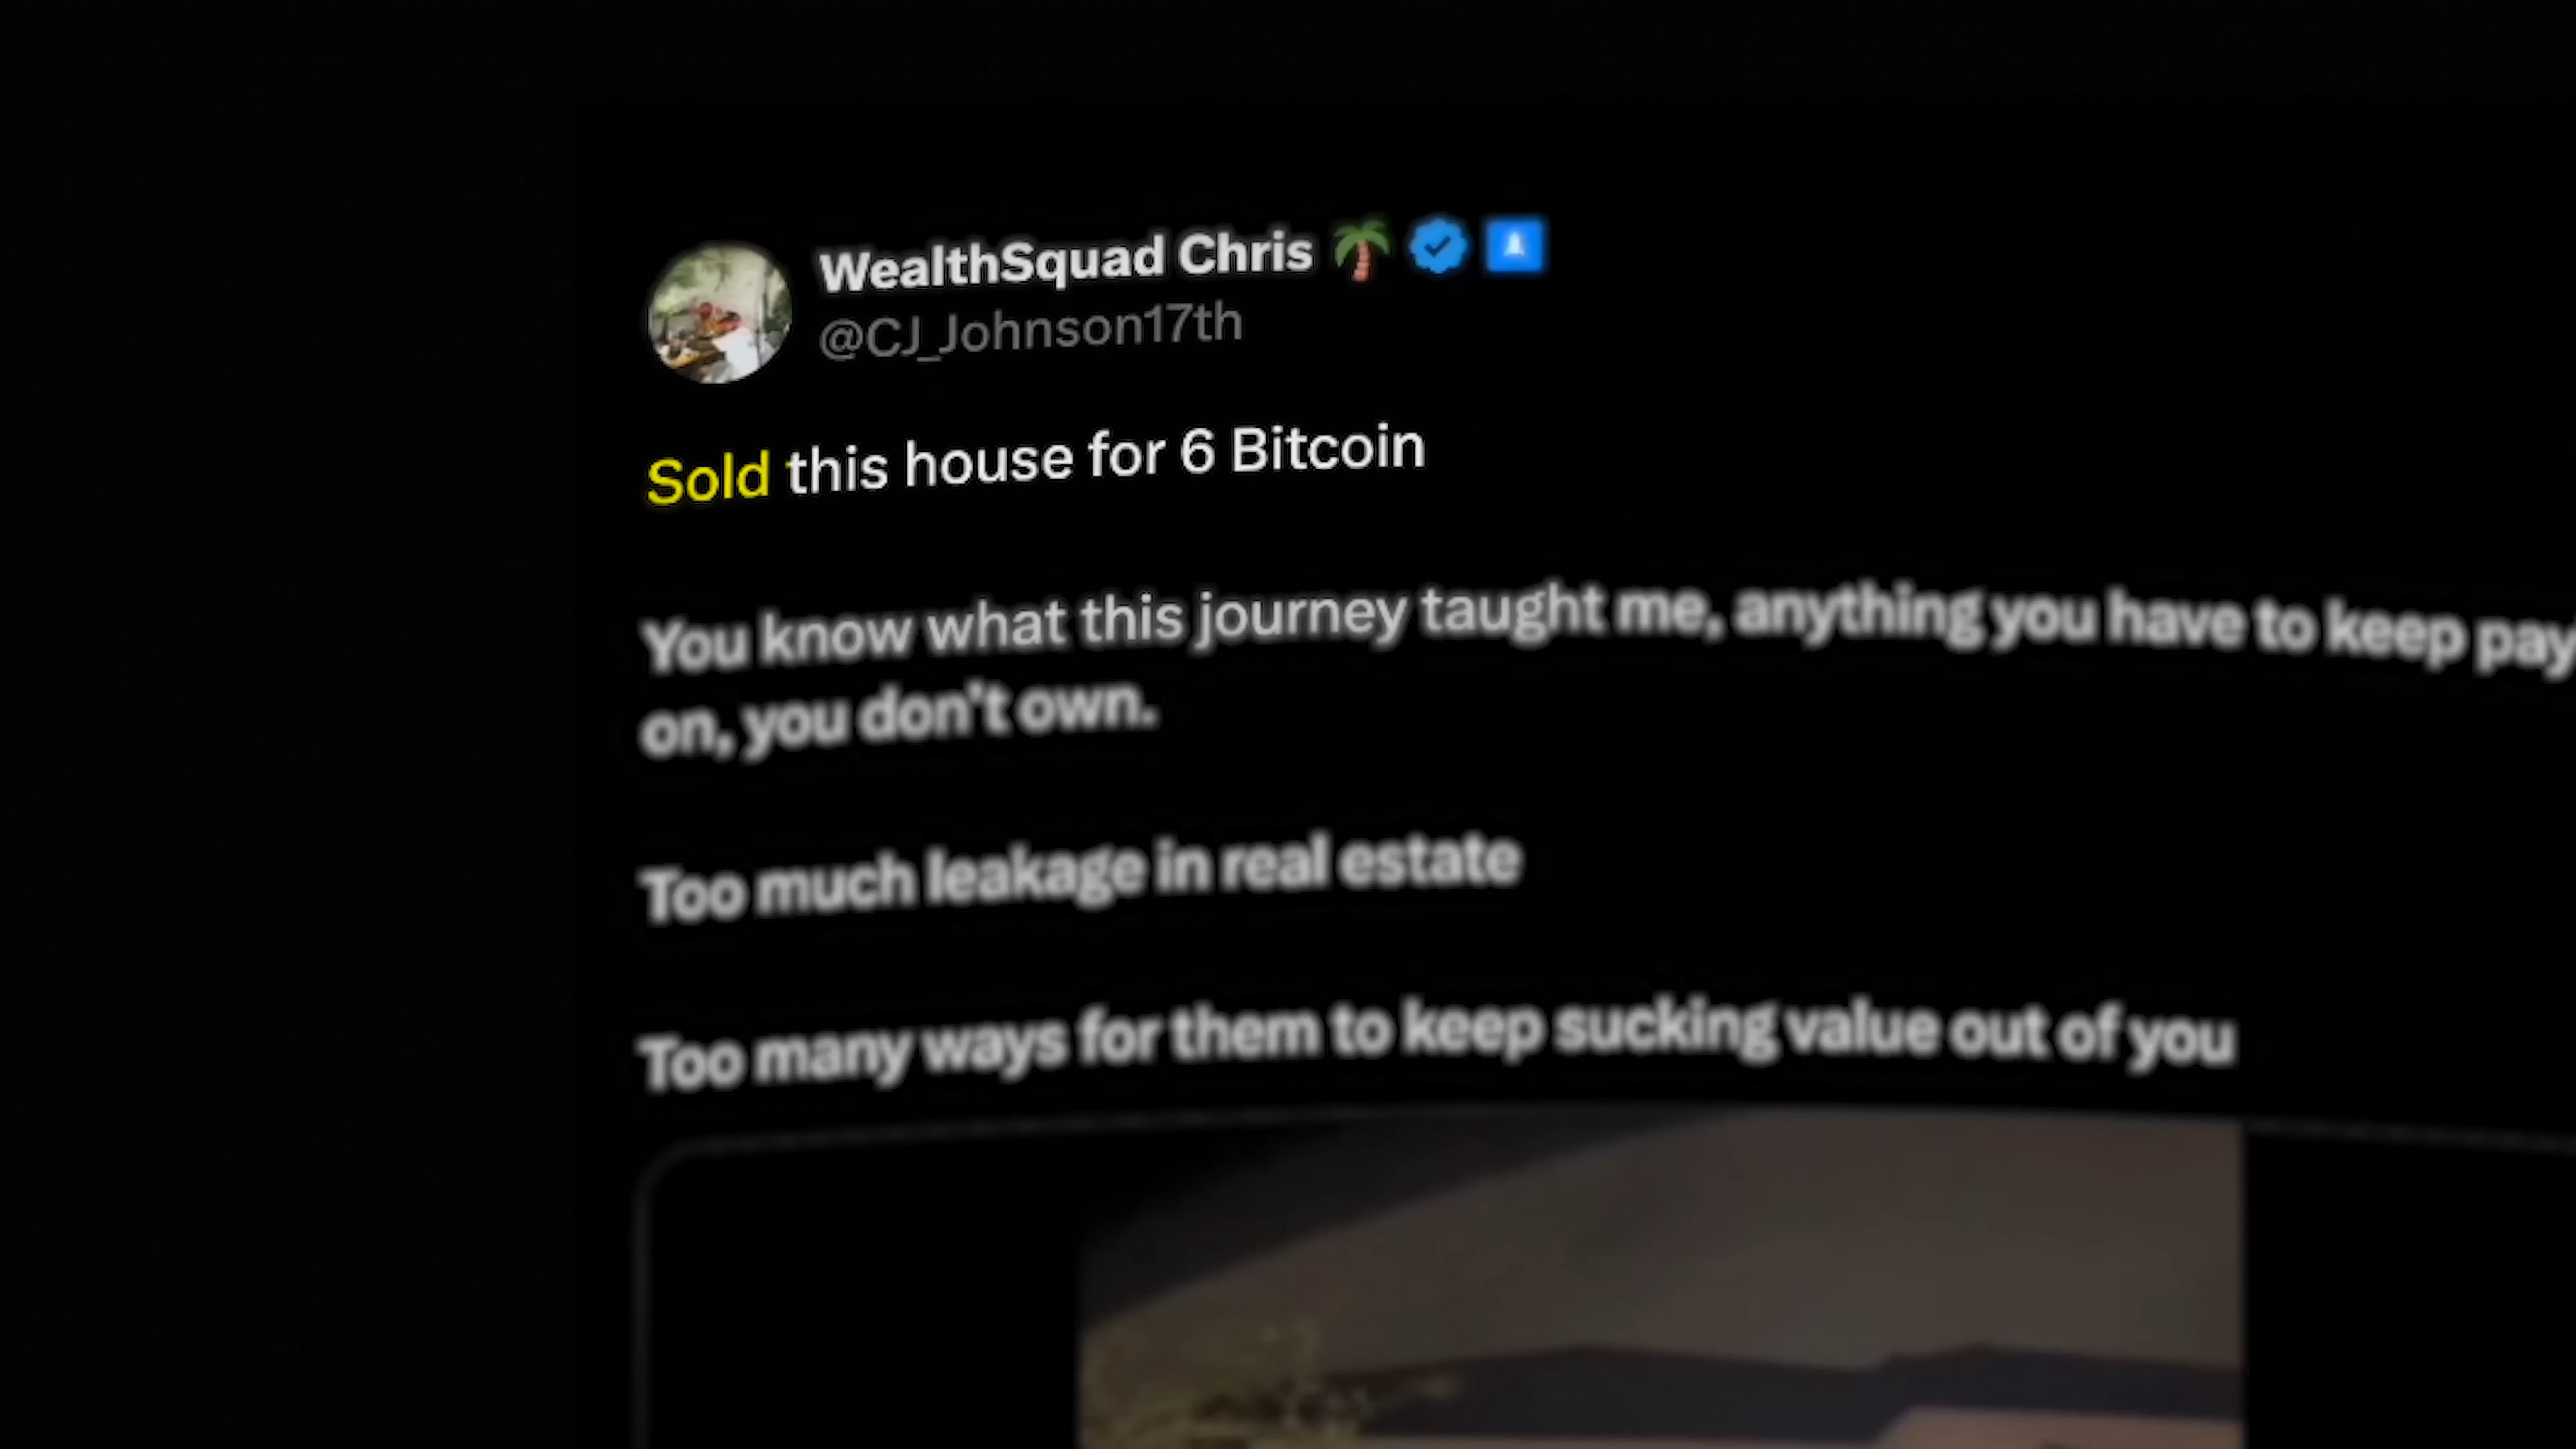 WealthSquad Chris 🌴
@CJ_Johnson17th
Sold this house for 6 Bitcoin
You know what this journey taught me, anything you have to keep pay
on, you don't own.
Too much leakage in real estate
Too many ways for them to keep sucking value out of you